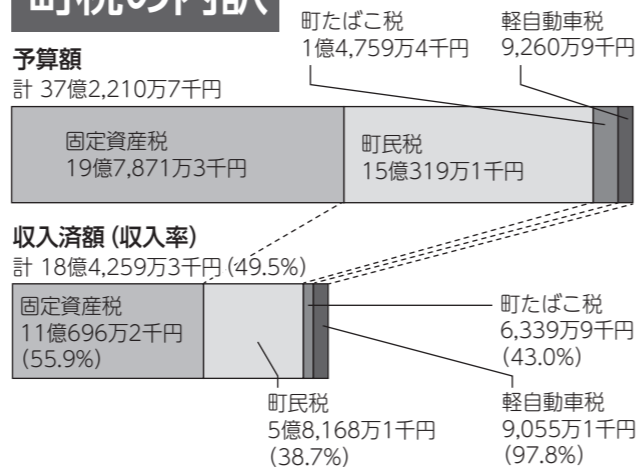 町税の内訳
町たばこ税
1億4,759万4千円
軽自動車税
9,260万9千円
予算額
計 37億2,210万7千円
固定資産税
19億7,871万3千円
町民税
15億319万1千円
収入済額 (収入率)
計 18億4,259万3千円 (49.5%)
固定資産税
11億696万2千円
(55.9%)
町たばこ税
6,339万9千円
(43.0%)
町民税
5億8,168万1千円
(38.7%)
軽自動車税
9,055万1千円
(97.8%)